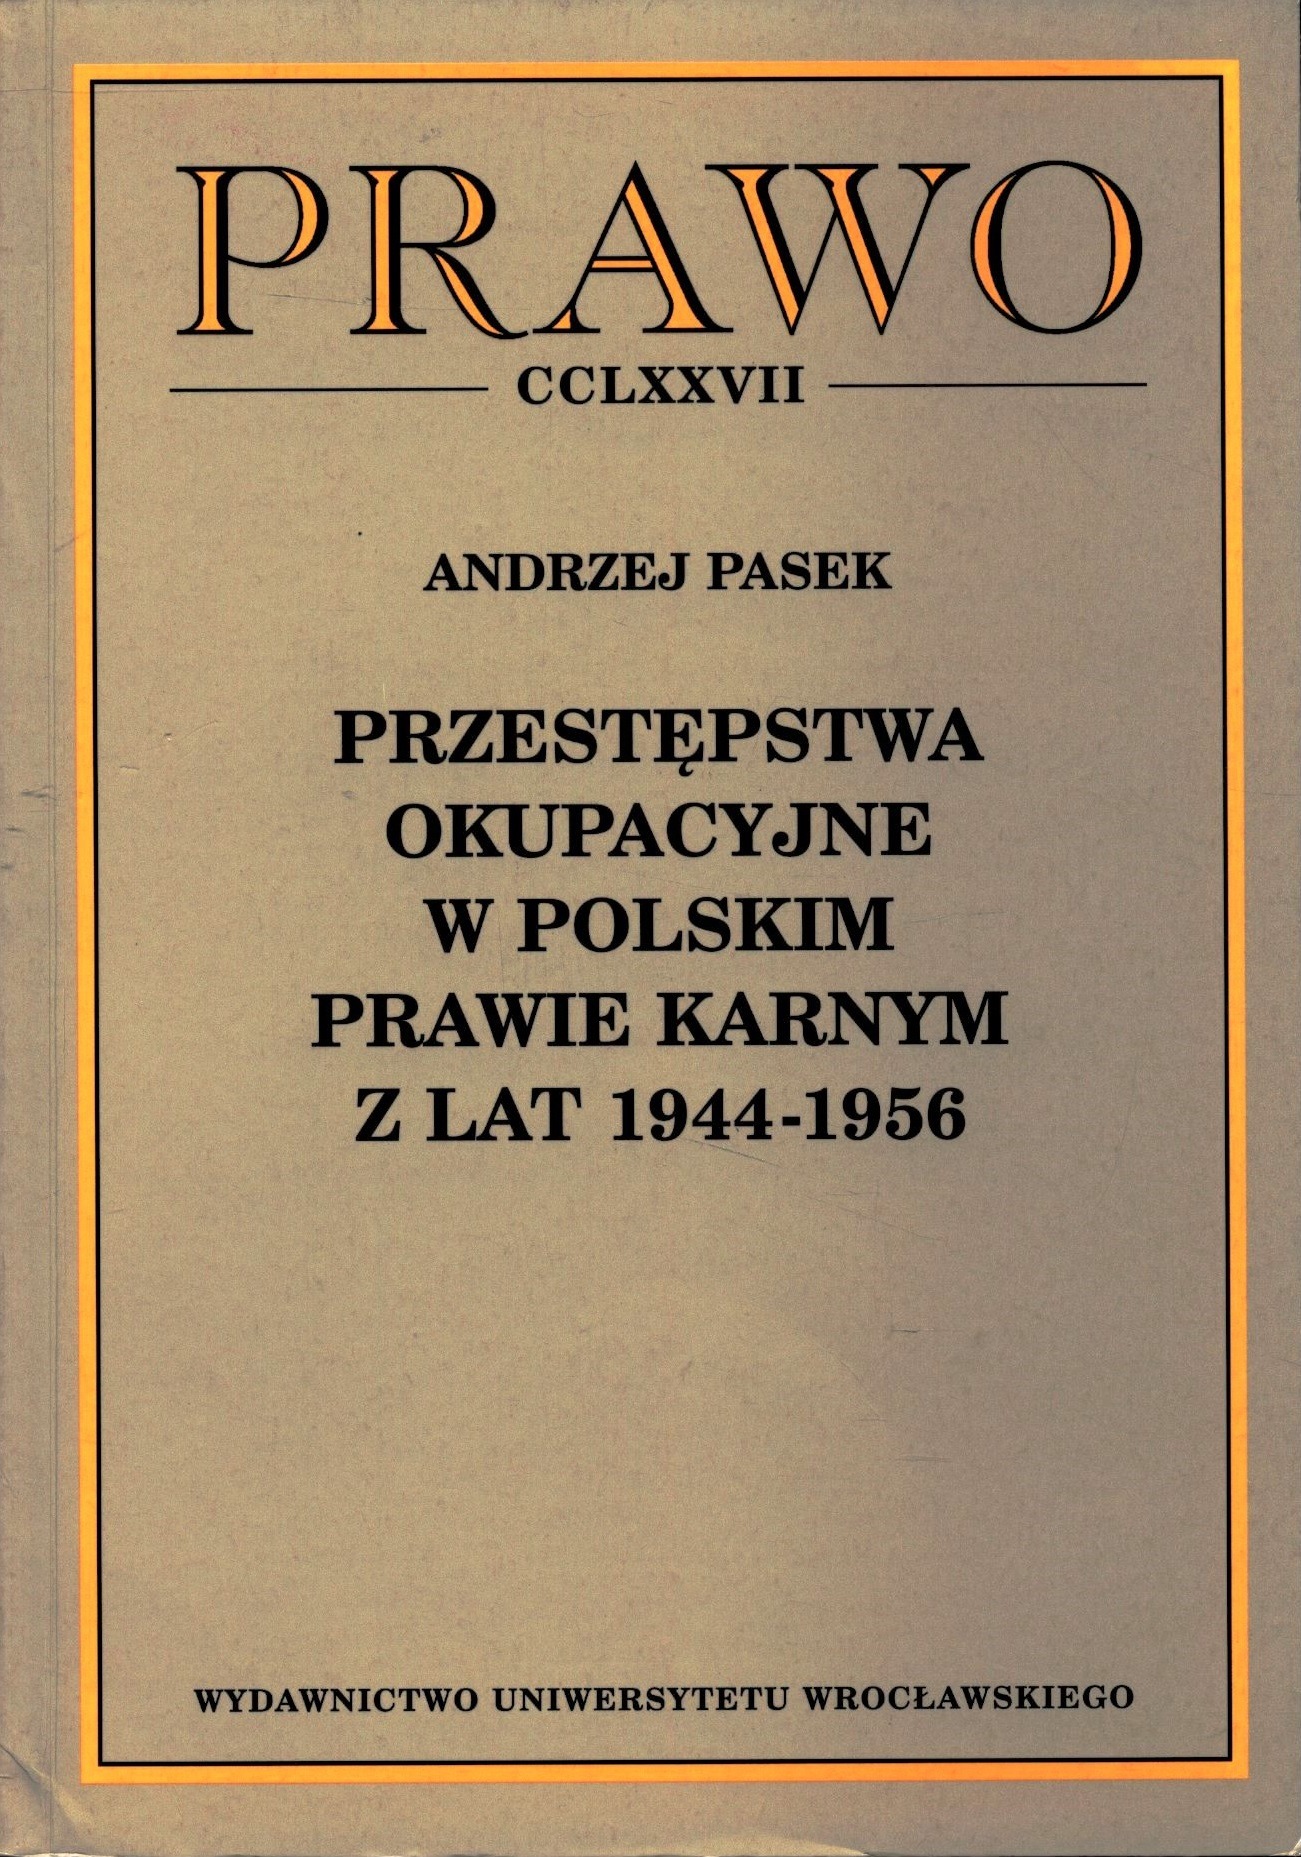 PRAWO
CCLXXVII
ANDRZEJ PASEK
PRZESTĘPSTWA
OKUPACYJNE
W POLSKIM
PRAWIE KARNYM
Z LAT 1944-1956
WYDAWNICTWO UNIWERSYTETU WROCŁAWSKIEGO